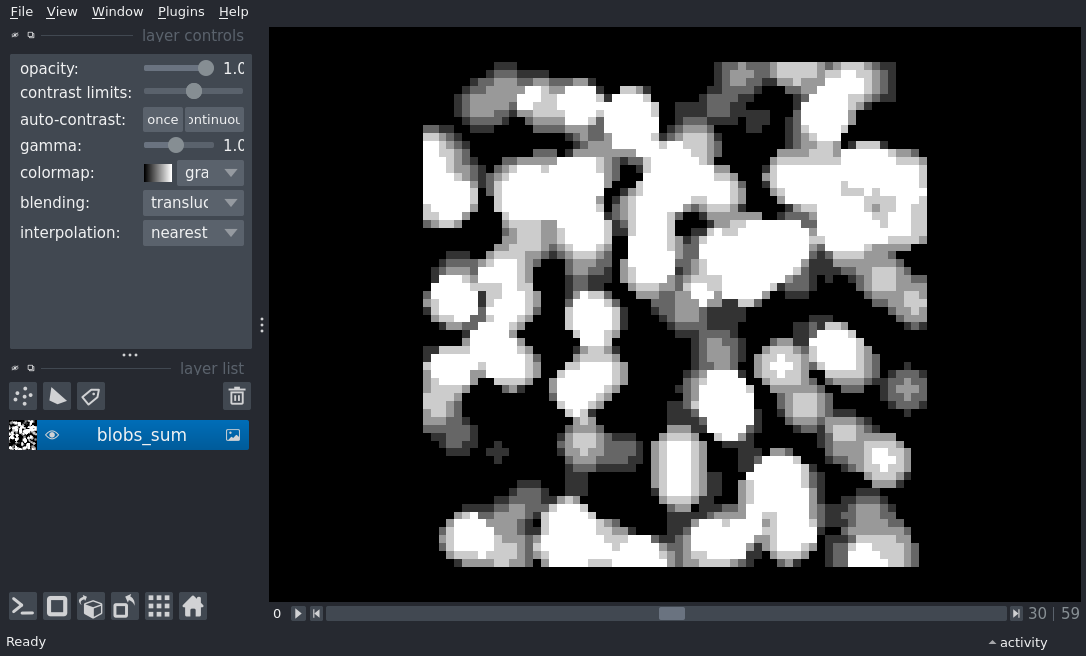 File View Window Plugins Help
layer controls
opacity: 1.0
contrast limits:
auto-contrast: once ontinuou
gamma: 1.0
colormap: gra
blending: transluc
interpolation: nearest
layer list
blobs_sum
0 30 | 59
Ready activity